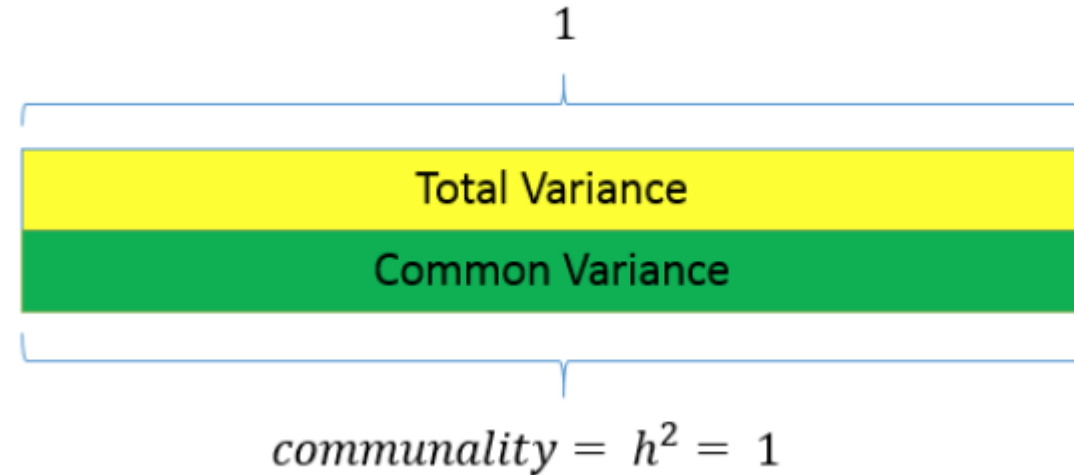 1
Total Variance
Common Variance
communality = h² = 1